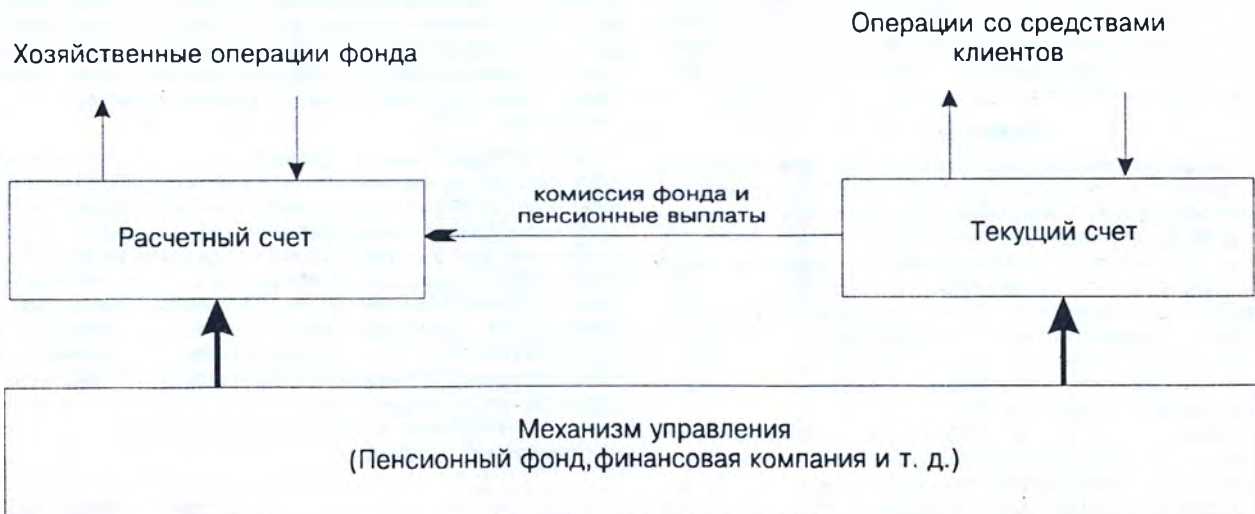 Хозяйственные операции фонда
Операции со средствами
клиентов
комиссия фонда и
пенсионные выплаты
Расчетный счет
Текущий счет
Механизм управления
(Пенсионный фонд,финансовая компания и т. д.)